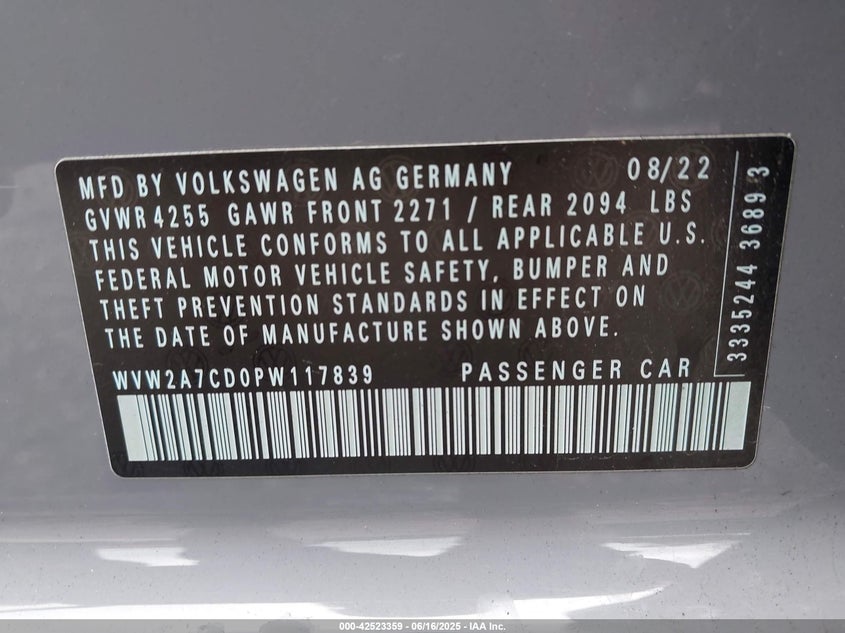 MFD BY VOLKSWAGEN AG GERMANY 08/22
GVWR 4255 GAWR FRONT 2271 / REAR 2094 LBS
THIS VEHICLE CONFORMS TO ALL APPLICABLE U.S.
FEDERAL MOTOR VEHICLE SAFETY, BUMPER AND
THEFT PREVENTION STANDARDS IN EFFECT ON
THE DATE OF MANUFACTURE SHOWN ABOVE.
WVW2A7CD0PW117839 PASSENGER CAR
3335244 3689 3
000-42523359 - 06/16/2025 - IAA Inc.